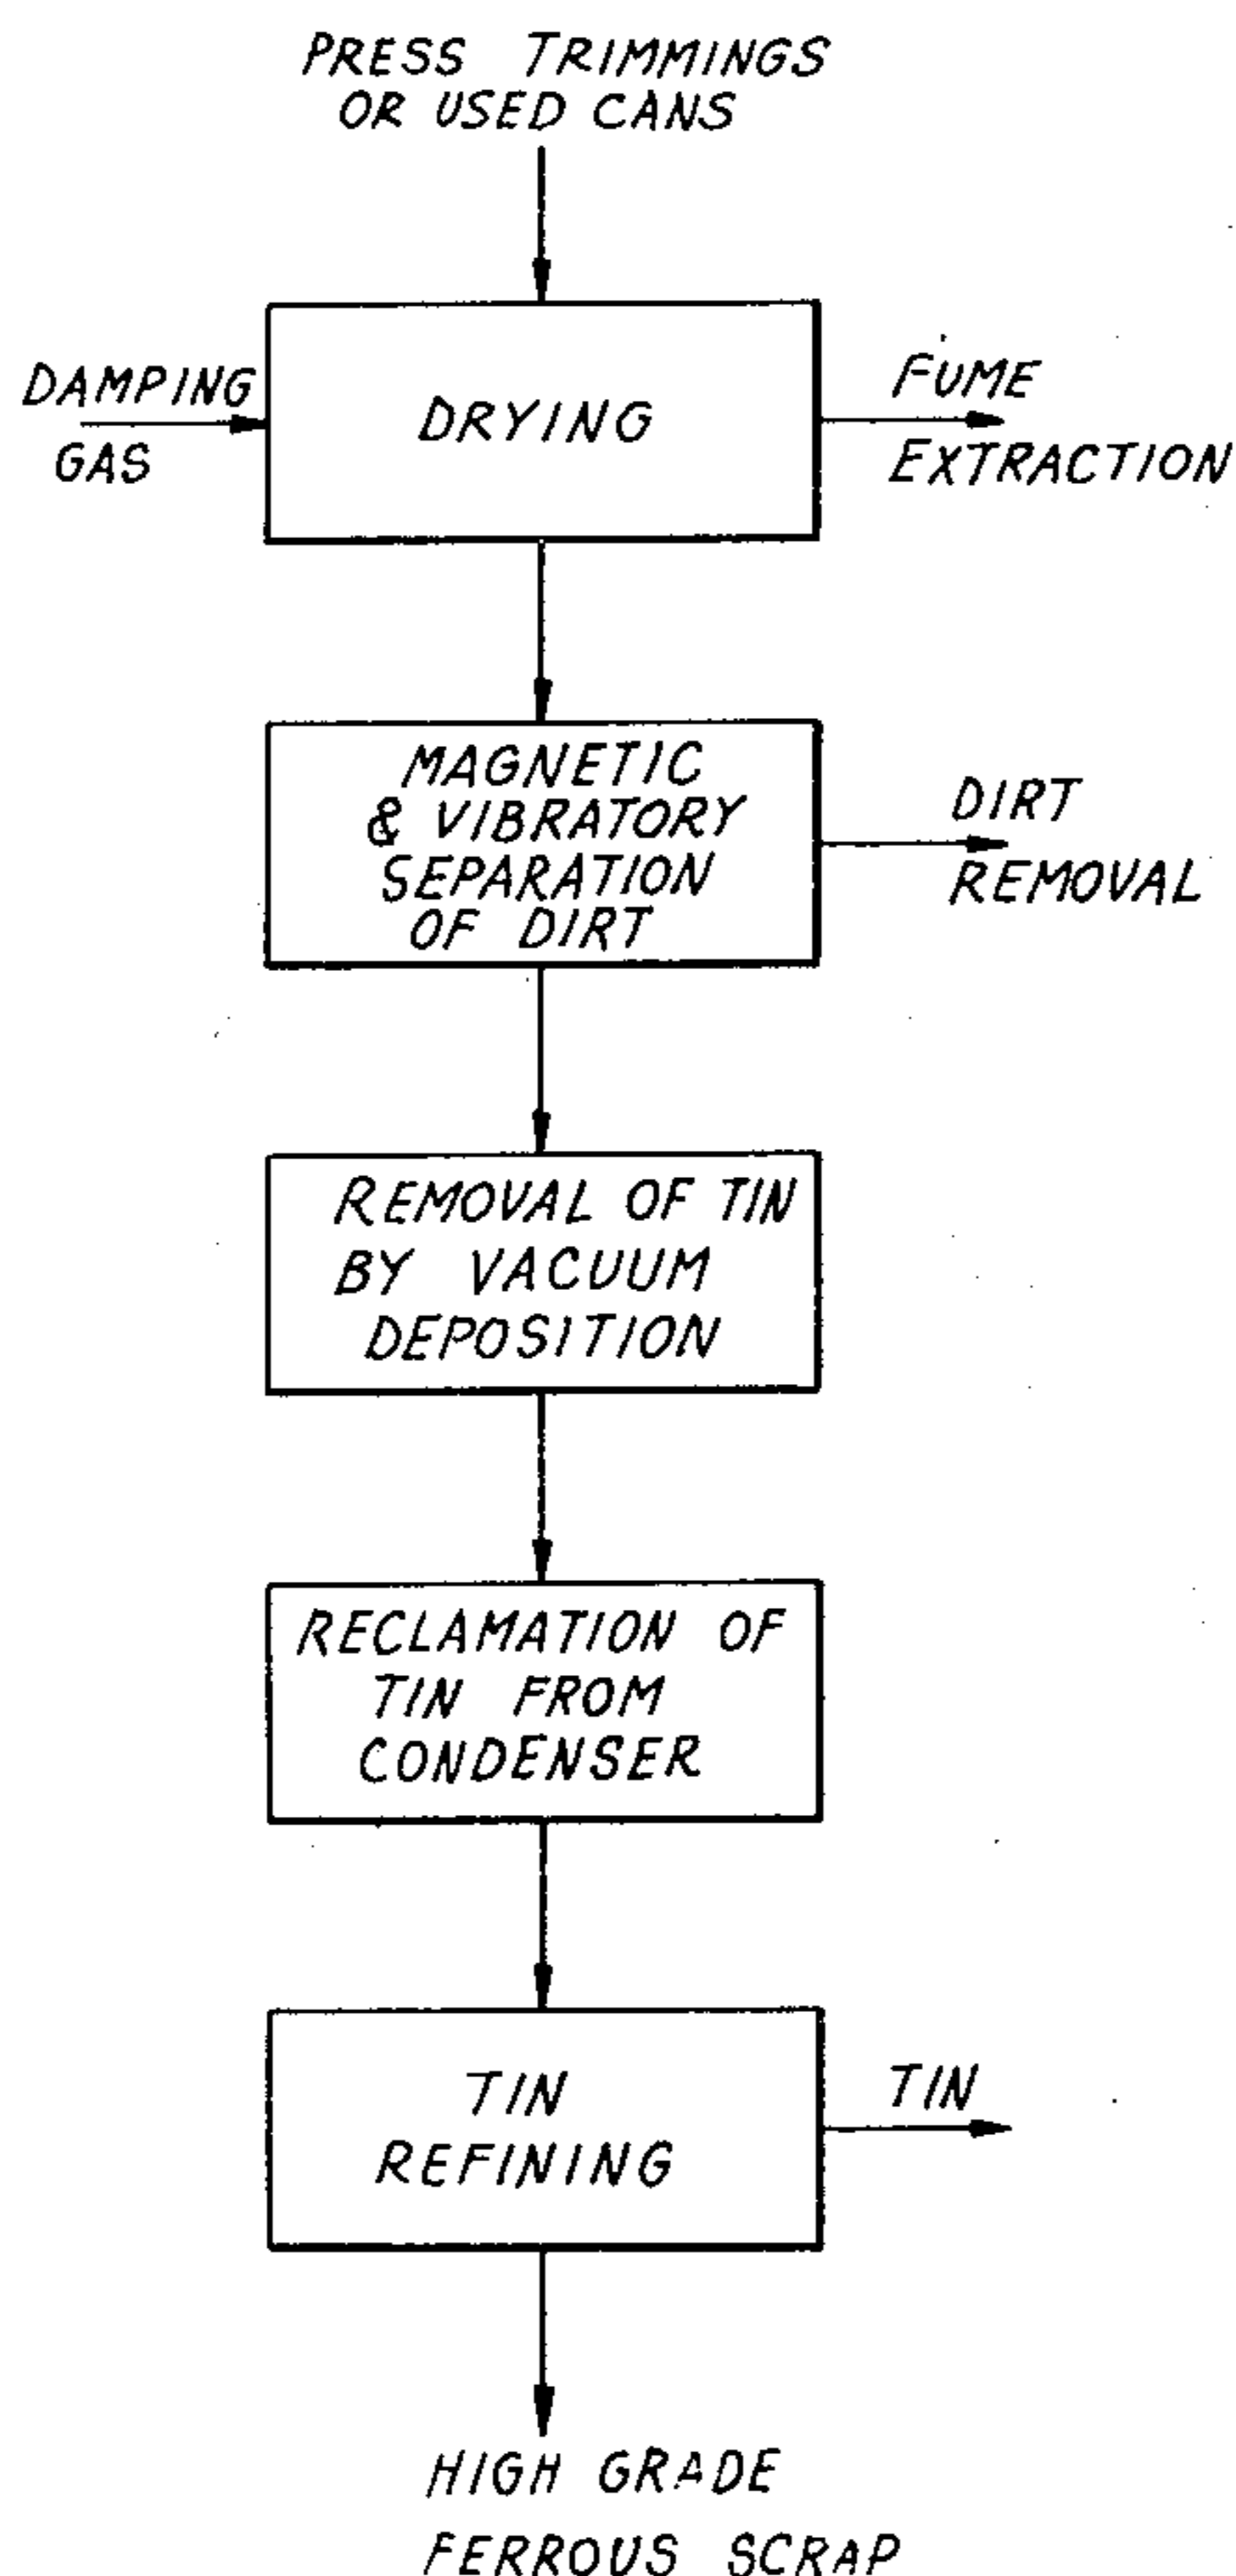 PRESS TRIMMINGS
OR USED CANS
DAMPING
GAS
DRYING
FUME
EXTRACTION
MAGNETIC
& VIBRATORY
SEPARATION
OF DIRT
DIRT
REMOVAL
REMOVAL OF TIN
BY VACUUM
DEPOSITION
RECLAMATION OF
TIN FROM
CONDENSER
TIN
REFINING
TIN
HIGH GRADE
FERROUS SCRAP